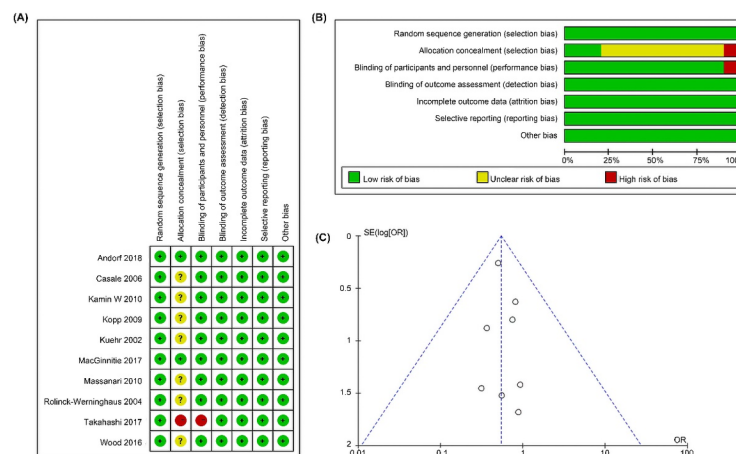 (A)
Random sequence generation (selection bias)
Allocation concealment (selection bias)
Blinding of participants and personnel (performance bias)
Blinding of outcome assessment (detection bias)
Incomplete outcome data (attrition bias)
Selective reporting (reporting bias)
Other bias
Andorf 2018
+ + + + + + +
Casale 2006
+ ? + + + + +
Kamin W 2010
+ ? + + + + +
Kopp 2009
+ ? + + + + +
Kuehr 2002
+ ? + + + + +
MacGinnitie 2017
+ + + + + + +
Massanari 2010
+ ? + + + + +
Rolinck-Werninghaus 2004
+ ? + + + + +
Takahashi 2017
+ + + + +
Wood 2016
+ ? + + + + +
(B)
Random sequence generation (selection bias)
Allocation concealment (selection bias)
Blinding of participants and personnel (performance bias)
Blinding of outcome assessment (detection bias)
Incomplete outcome data (attrition bias)
Selective reporting (reporting bias)
Other bias
0% 25% 50% 75% 100%
Low risk of bias
Unclear risk of bias
High risk of bias
(C)
SE(log[OR])
0
0.5
1
1.5
2
0.01 0.1 1 10 100
OR